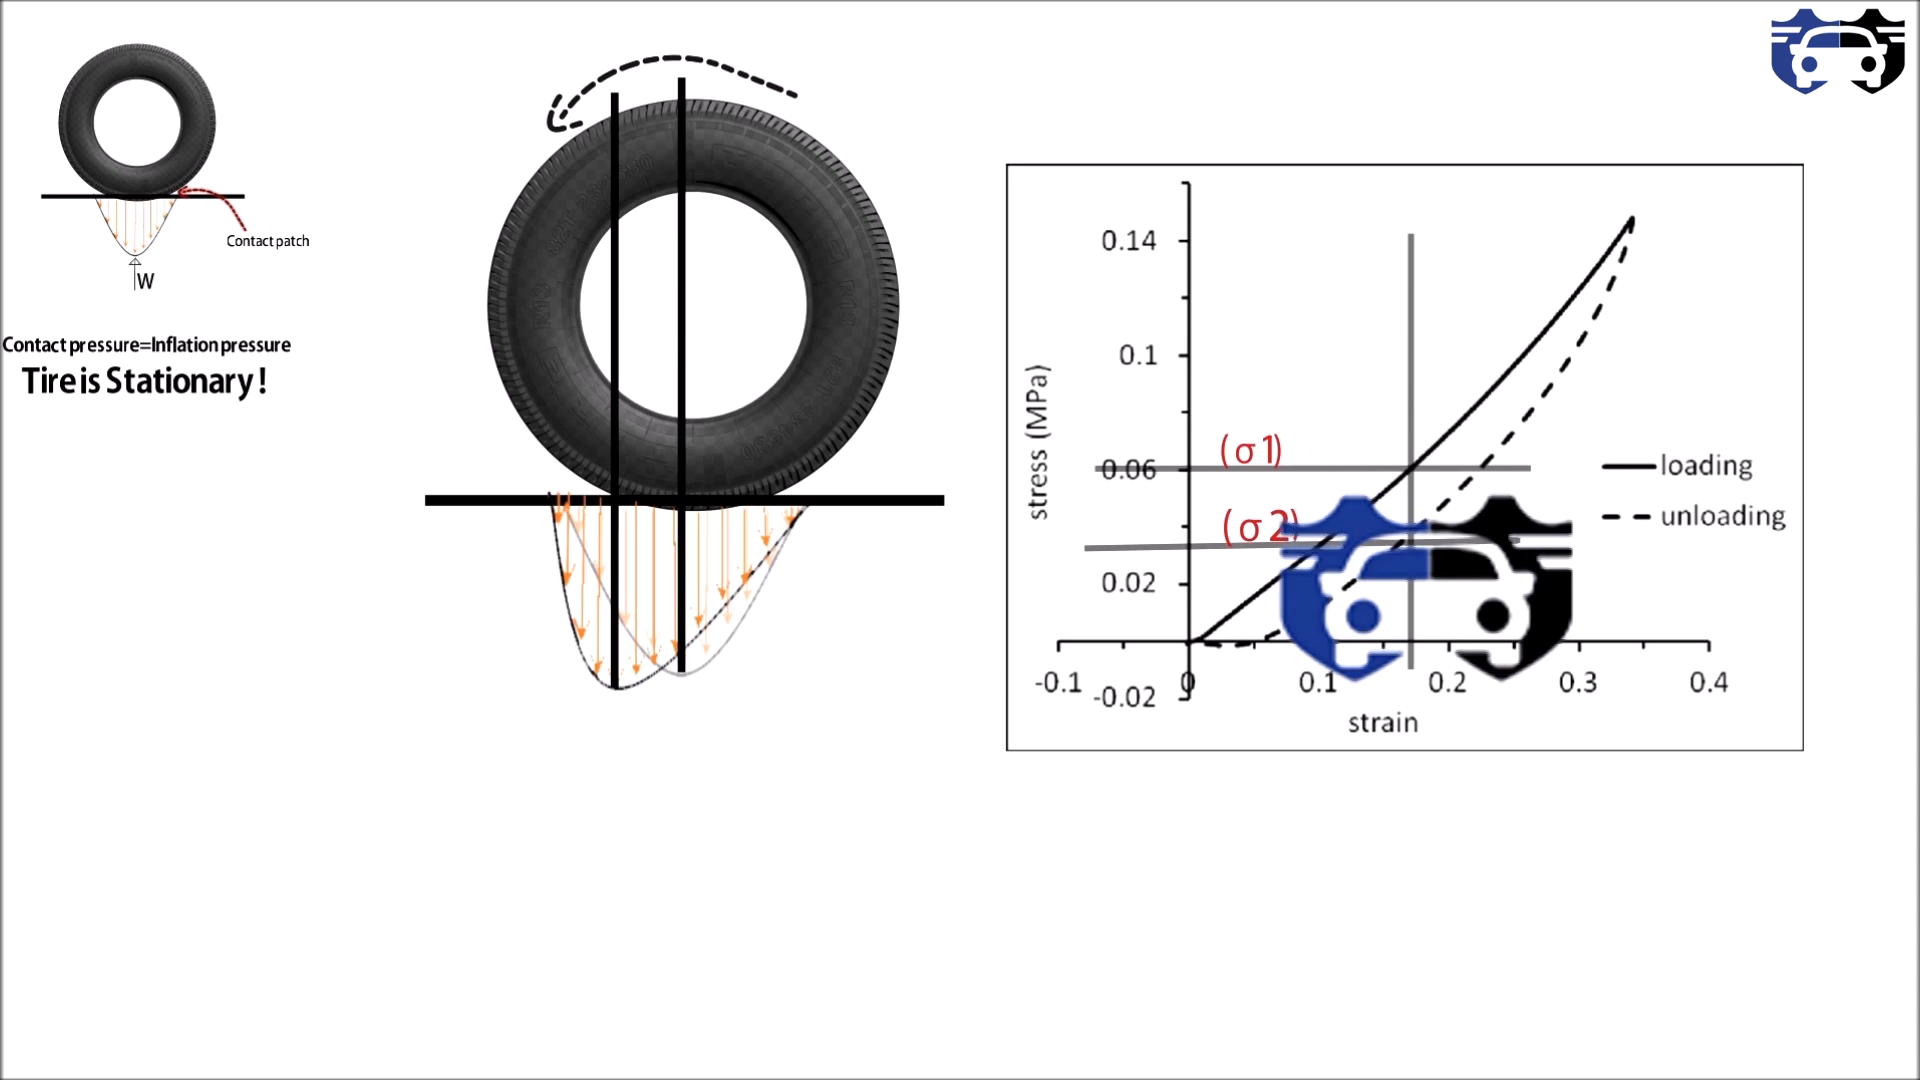 Contact patch
W
Contact pressure=Inflation pressure
Tire is Stationary !
stress (MPa)
0.14
0.1
0.06
0.02
-0.02
(σ1)
(σ2)
loading
unloading
-0.1
0
0.1
0.2
0.3
0.4
strain